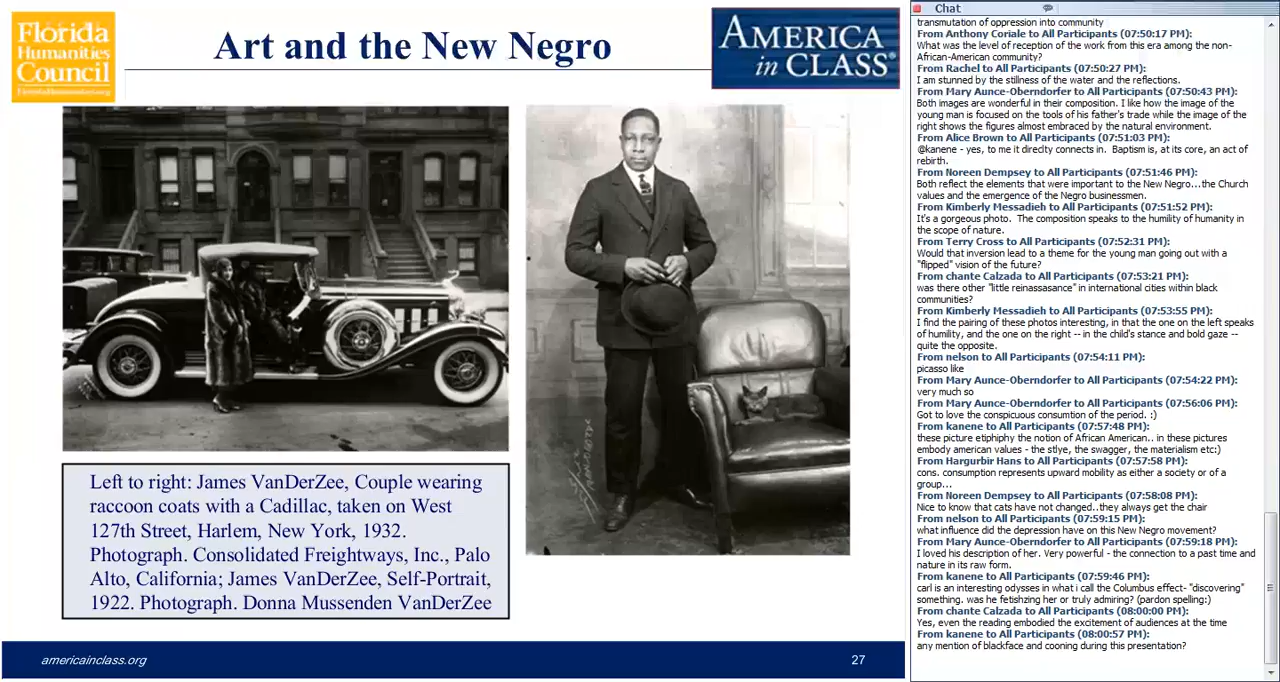 Florida
Humanities
Council
FloridaHumanities.org
Art and the New Negro
AMERICA
in CLASS®
Left to right: James VanDerZee, Couple wearing
raccoon coats with a Cadillac, taken on West
127th Street, Harlem, New York, 1932.
Photograph. Consolidated Freightways, Inc., Palo
Alto, California; James VanDerZee, Self-Portrait,
1922. Photograph. Donna Mussenden VanDerZee
americainclass.org
27
Chat
transmutation of oppression into community
From Anthony Coriale to All Participants (07:50:17 PM):
What was the level of reception of the work from this era among the non-
African-American community?
From Rachel to All Participants (07:50:27 PM):
I am stunned by the stillness of the water and the reflections.
From Mary Aunce-Oberndorfer to All Participants (07:50:43 PM):
Both images are wonderful in their composition. I like how the image of the
young man is focused on the tools of his father's trade while the image of the
right shows the figures almost embraced by the natural environment.
From Alice Brown to All Participants (07:51:03 PM):
@kanene - yes, to me it direclty connects in.  Baptism is, at its core, an act of
rebirth.
From Noreen Dempsey to All Participants (07:51:46 PM):
Both reflect the elements that were important to the New Negro...the Church
values and the emergence of the Negro businessmen.
From Kimberly Messadieh to All Participants (07:51:52 PM):
It's a gorgeous photo.  The composition speaks to the humility of humanity in
the scope of nature.
From Terry Cross to All Participants (07:52:31 PM):
Would that inversion lead to a theme for the young man going out with a
"flipped" vision of the future?
From chante Calzada to All Participants (07:53:21 PM):
was there other "little reinassasance" in international cities within black
communities?
From Kimberly Messadieh to All Participants (07:53:55 PM):
I find the pairing of these photos interesting, in that the one on the left speaks
of humility, and the one on the right -- in the child's stance and bold gaze --
quite the opposite.
From nelson to All Participants (07:54:11 PM):
picasso like
From Mary Aunce-Oberndorfer to All Participants (07:54:22 PM):
very much so
From Mary Aunce-Oberndorfer to All Participants (07:56:06 PM):
Got to love the conspicuous consumtion of the period. :)
From kanene to All Participants (07:57:48 PM):
these picture etiphiphy the notion of African American.. in these pictures
embody american values - the stlye, the swagger, the materialism etc:)
From Hargurbir Hans to All Participants (07:57:58 PM):
cons. consumption represents upward mobility as either a society or of a
group...
From Noreen Dempsey to All Participants (07:58:08 PM):
Nice to know that cats have not changed..they always get the chair
From nelson to All Participants (07:59:15 PM):
what influence did the depression have on this New Negro movement?
From Mary Aunce-Oberndorfer to All Participants (07:59:18 PM):
I loved his description of her. Very powerful - the connection to a past time and
nature in its raw form.
From kanene to All Participants (07:59:46 PM):
carl is an interesting odysses in what i call the Columbus effect- "discovering"
something. was he fetishzing her or truly admiring? (pardon spelling:)
From chante Calzada to All Participants (08:00:00 PM):
Yes, even the reading embodied the excitement of audiences at the time
From kanene to All Participants (08:00:57 PM):
any mention of blackface and cooning during this presentation?